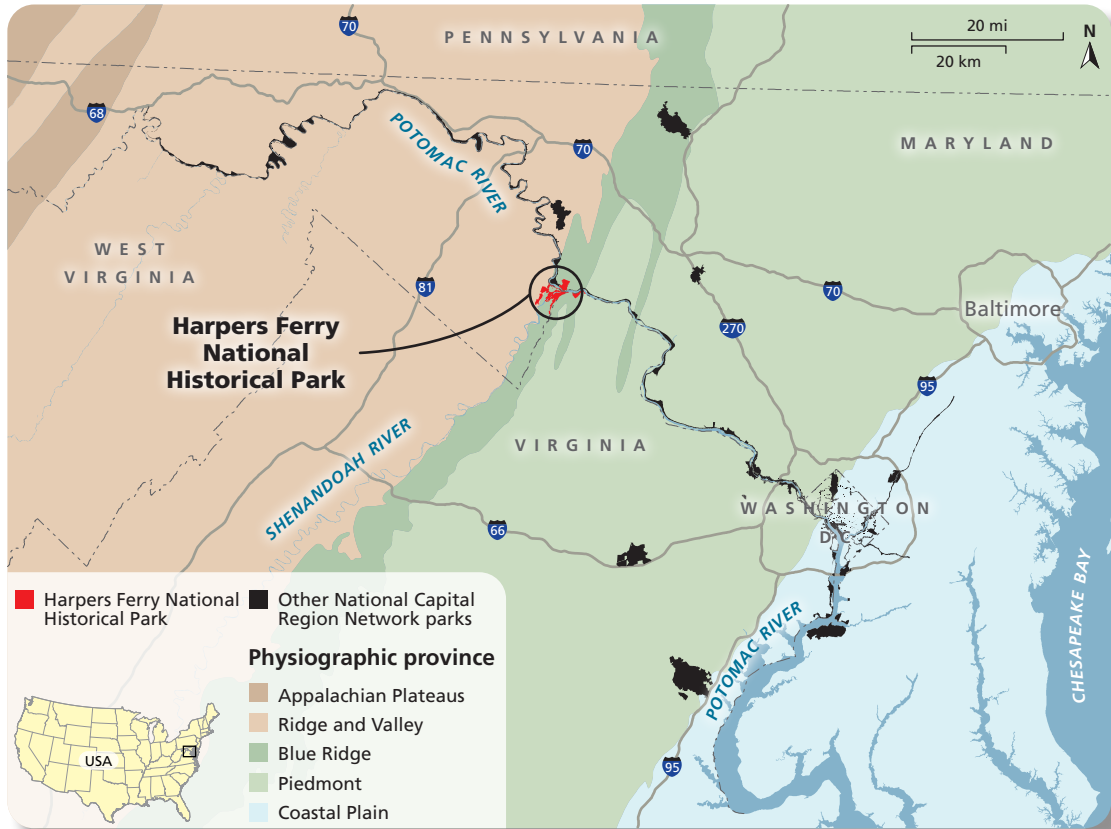 70
PENNSYLVANIA
20 mi
20 km
N
68
POTOMAC RIVER
70
MARYLAND
WEST
VIRGINIA
81
Harpers Ferry
National
Historical Park
70
270
Baltimore
95
SHENANDOAH RIVER
VIRGINIA
66
WASHINGTON
D.C.
POTOMAC RIVER
CHESAPEAKE BAY
95
Harpers Ferry National
Historical Park
Other National Capital
Region Network parks
Physiographic province
Appalachian Plateaus
Ridge and Valley
Blue Ridge
Piedmont
Coastal Plain
USA